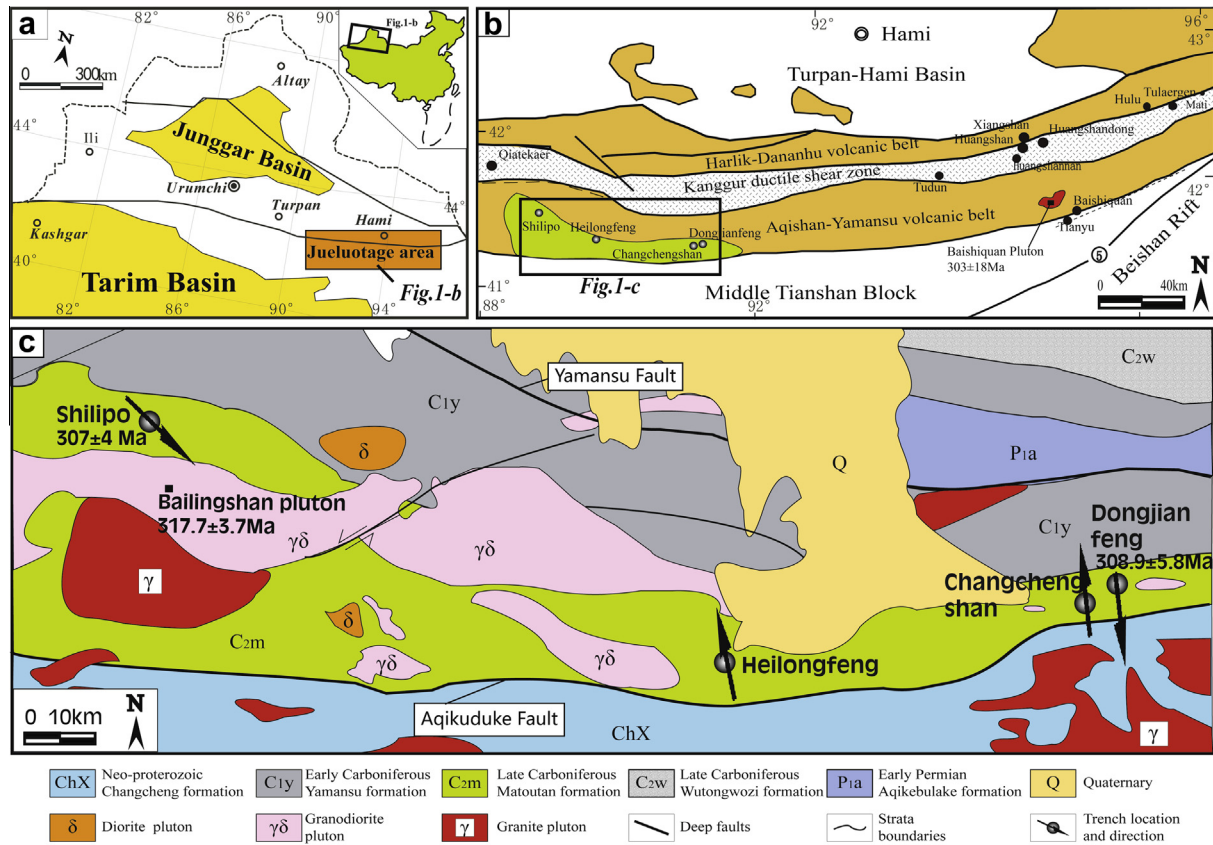 a
82°
86°
90°
Fig.1-b
N
0 300km
Altay
44°
Ili
Junggar Basin
Urumchi
Turpan
44°
Kashgar
Hami
Jueluotage area
40°
Tarim Basin
Fig.1-b
82
86
90
94
b
92°
96°
43°
Hami
Turpan-Hami Basin
Tulaergen
Hulu
Mati
42°
Xiangshan
Huangshan
Huangshandong
Qiatekaer
Harlik-Dananhu volcanic belt
huangshannan
42°
Kanggur ductile shear zone
Tudun
Aqishan-Yamansu volcanic belt
Baishiquan
Shilipo
Heilongfeng
Dongjianfeng
Tianyu
Changchengshan
Baishiquan Pluton
303±18Ma
5
Beishan Rift
N
41°
Fig.1-c
Middle Tianshan Block
0 40km
88°
92°
c
C2w
Yamansu Fault
C1y
Shilipo
307±4 Ma
δ
P1a
Q
Bailingshan pluton
317.7±3.7Ma
C1y
Dongjian
feng
308.9±5.8Ma
γδ
γδ
Changcheng
shan
γ
δ
C2m
γδ
γδ
Heilongfeng
N
0 10km
Aqikuduke Fault
ChX
γ
ChX Neo-proterozoic Changcheng formation
C1y Early Carboniferous Yamansu formation
C2m Late Carboniferous Matoutan formation
C2w Late Carboniferous Wutongwozi formation
P1a Early Permian Aqikebulake formation
Q Quaternary
δ Diorite pluton
γδ Granodiorite pluton
γ Granite pluton
Deep faults
Strata boundaries
Trench location and direction